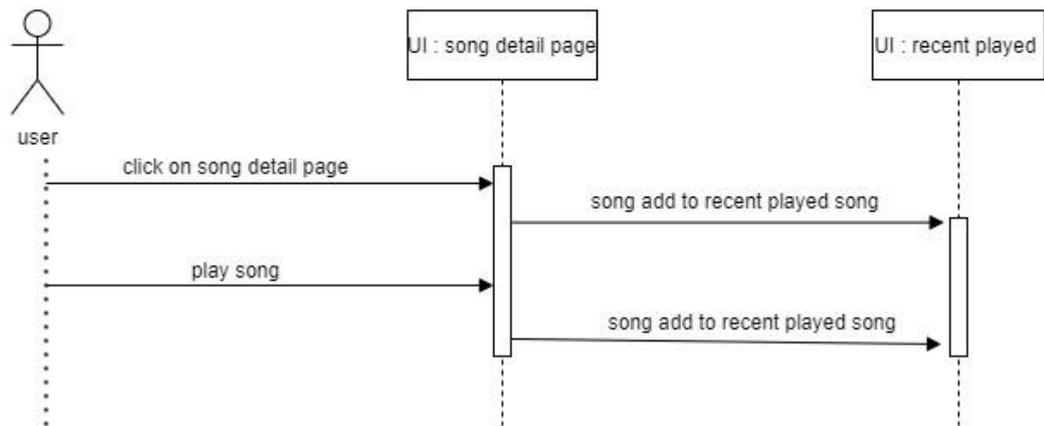 UI : song detail page
UI : recent played
user
click on song detail page
song add to recent played song
play song
song add to recent played song